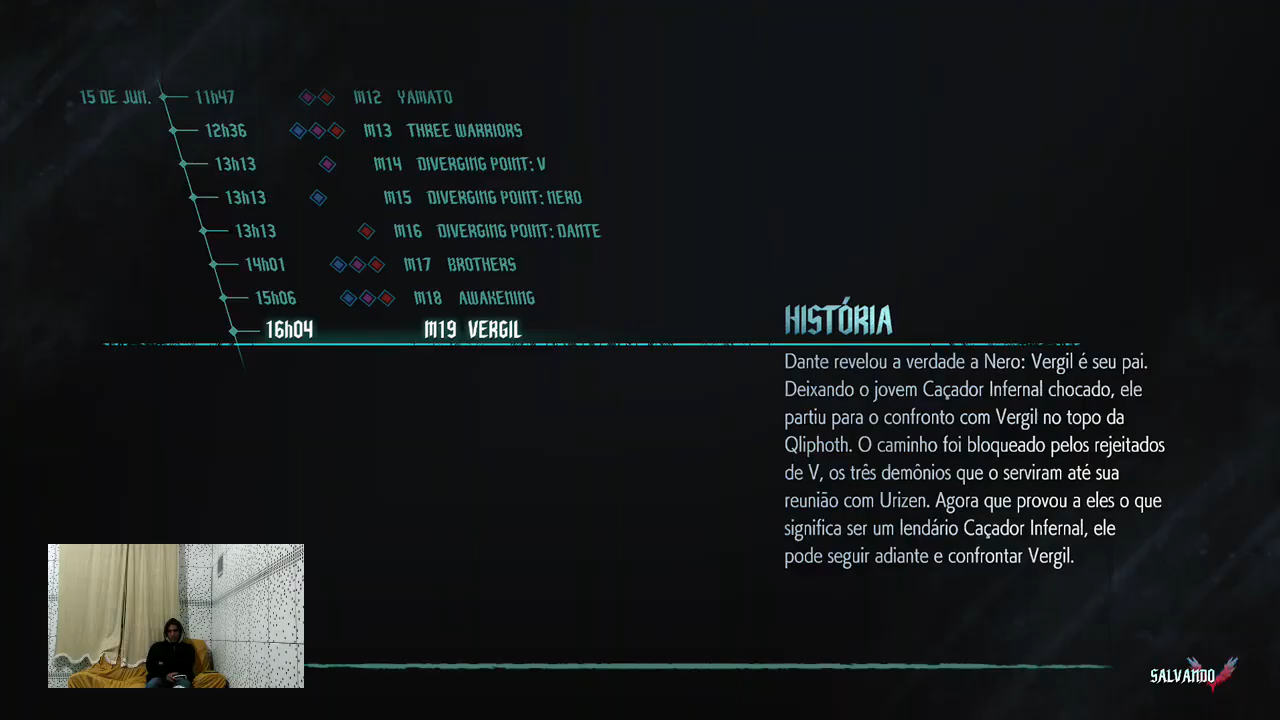 15 DE JUN. 11h47 M12 YAMATO
12h36 M13 THREE WARRIORS
13h13 M14 DIVERGING POINT: V
13h13 M15 DIVERGING POINT: NERO
13h13 M16 DIVERGING POINT: DANTE
14h01 M17 BROTHERS
15h06 M18 AWAKENING
16h04 M19 VERGIL
HISTÓRIA
Dante revelou a verdade a Nero: Vergil é seu pai.
Deixando o jovem Caçador Infernal chocado, ele
partiu para o confronto com Vergil no topo da
Qliphoth. O caminho foi bloqueado pelos rejeitados
de V, os três demônios que o serviram até sua
reunião com Urizen. Agora que provou a eles o que
significa ser um lendário Caçador Infernal, ele
pode seguir adiante e confrontar Vergil.
SALVANDO